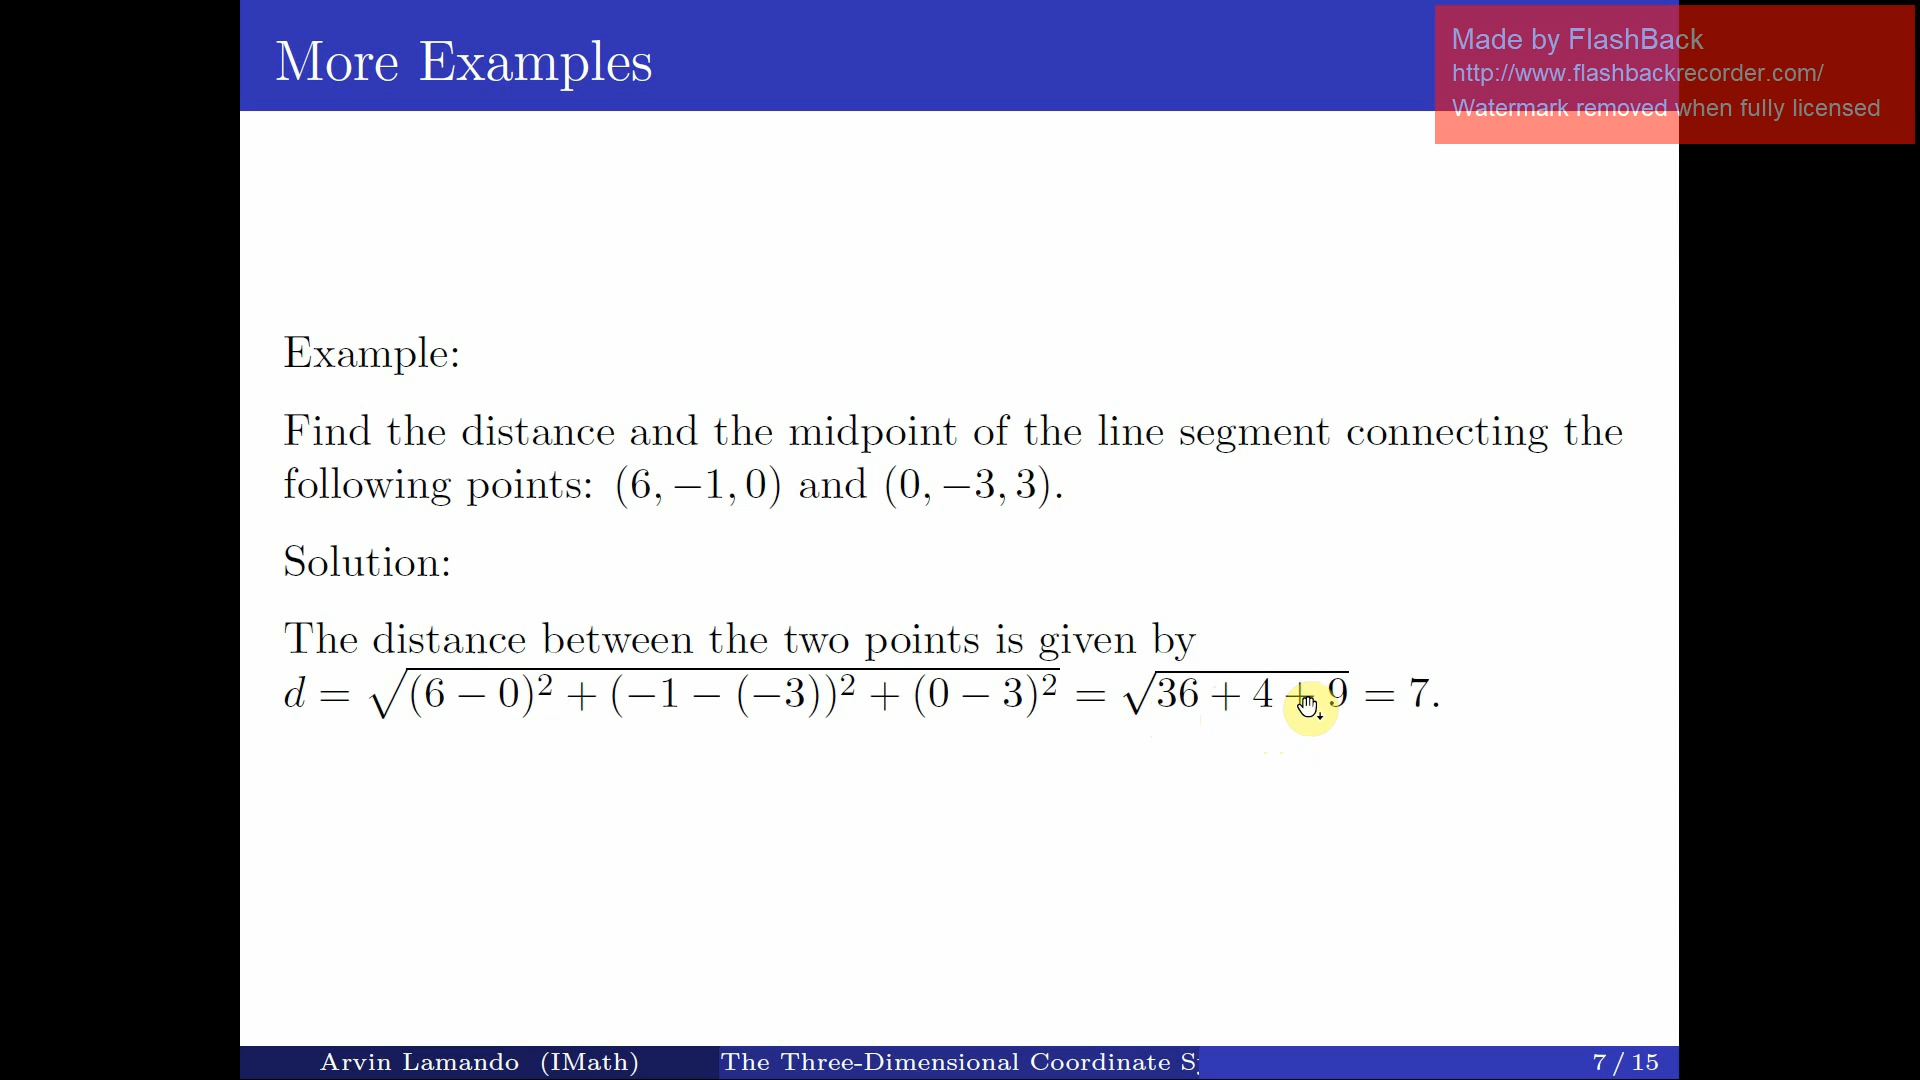 More Examples
Made by FlashBack
http://www.flashbackrecorder.com/
Watermark removed when fully licensed
Example:
Find the distance and the midpoint of the line segment connecting the
following points: (6, −1, 0) and (0, −3, 3).
Solution:
The distance between the two points is given by
d = √(6 − 0)² + (−1 − (−3))² + (0 − 3)² = √36 + 4 + 9 = 7.
Arvin Lamando (IMath) The Three-Dimensional Coordinate S 7 / 15